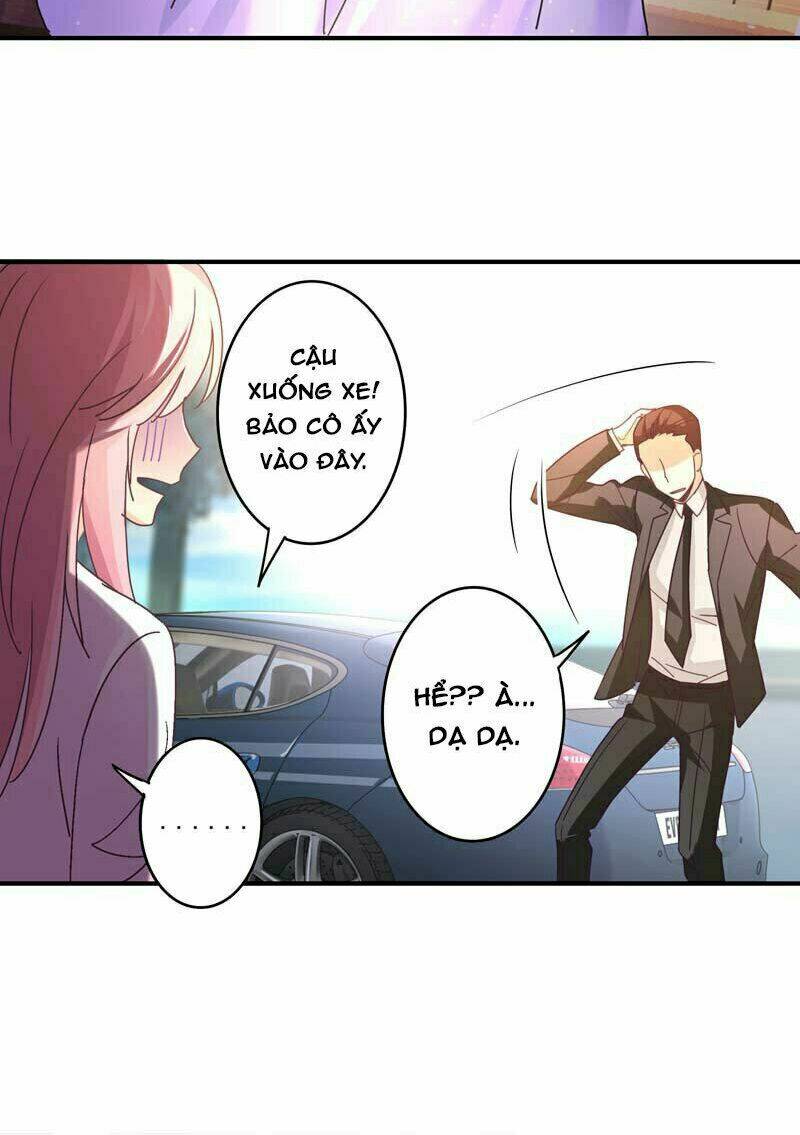 CẬU
XUỐNG XE!
BẢO CÔ ẤY
VÀO ĐÂY.
HỂ?? À...
DẠ DẠ.
......